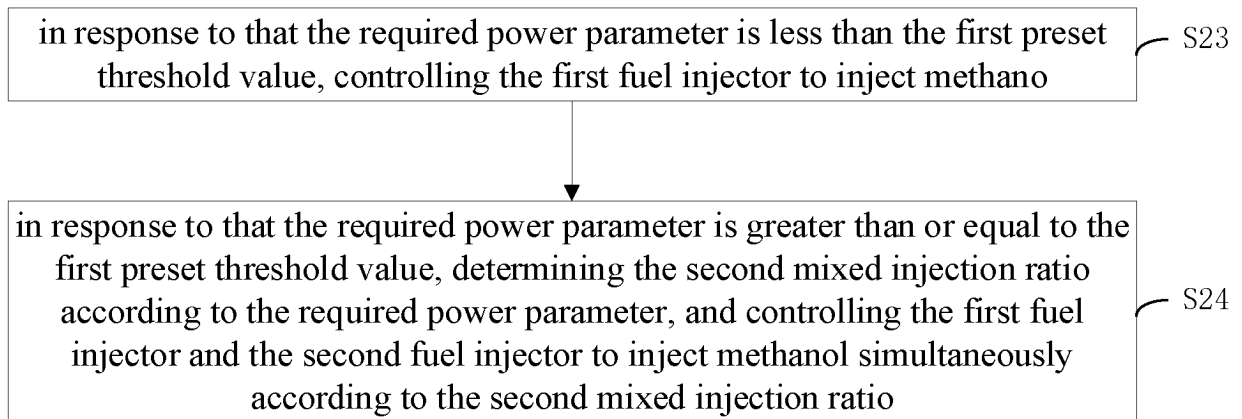 in response to that the required power parameter is less than the first preset
threshold value, controlling the first fuel injector to inject methano
S23
in response to that the required power parameter is greater than or equal to the
first preset threshold value, determining the second mixed injection ratio
according to the required power parameter, and controlling the first fuel
injector and the second fuel injector to inject methanol simultaneously
according to the second mixed injection ratio
S24